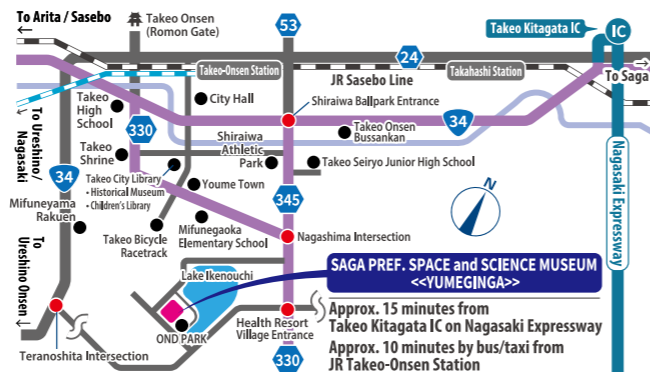 To Arita / Sasebo
←
Takeo Onsen
(Romon Gate)
53
Takeo Kitagata IC
IC
24
Takeo-Onsen Station
JR Sasebo Line
Takahashi Station
→
To Saga
Takeo
High
School
City Hall
Shiraiwa Ballpark Entrance
330
Takeo Onsen
Bussankan
34
To Ureshino/
Nagasaki
Takeo
Shrine
Shiraiwa
Athletic
Park
Takeo Seiryo Junior High School
Takeo City Library
• Historical Museum
• Children's Library
34
Youme Town
345
N
Nagasaki Expressway
Mifuneyama
Rakuen
Takeo Bicycle
Racetrack
Mifunegaoka
Elementary School
Nagashima Intersection
To
Ureshino Onsen
Lake Ikenouchi
SAGA PREF. SPACE and SCIENCE MUSEUM
<<YUMEGINGA>>
OND PARK
Health Resort
Village Entrance
Teranoshita Intersection
330
Approx. 15 minutes from
Takeo Kitagata IC on Nagasaki Expressway
Approx. 10 minutes by bus/taxi from
JR Takeo-Onsen Station